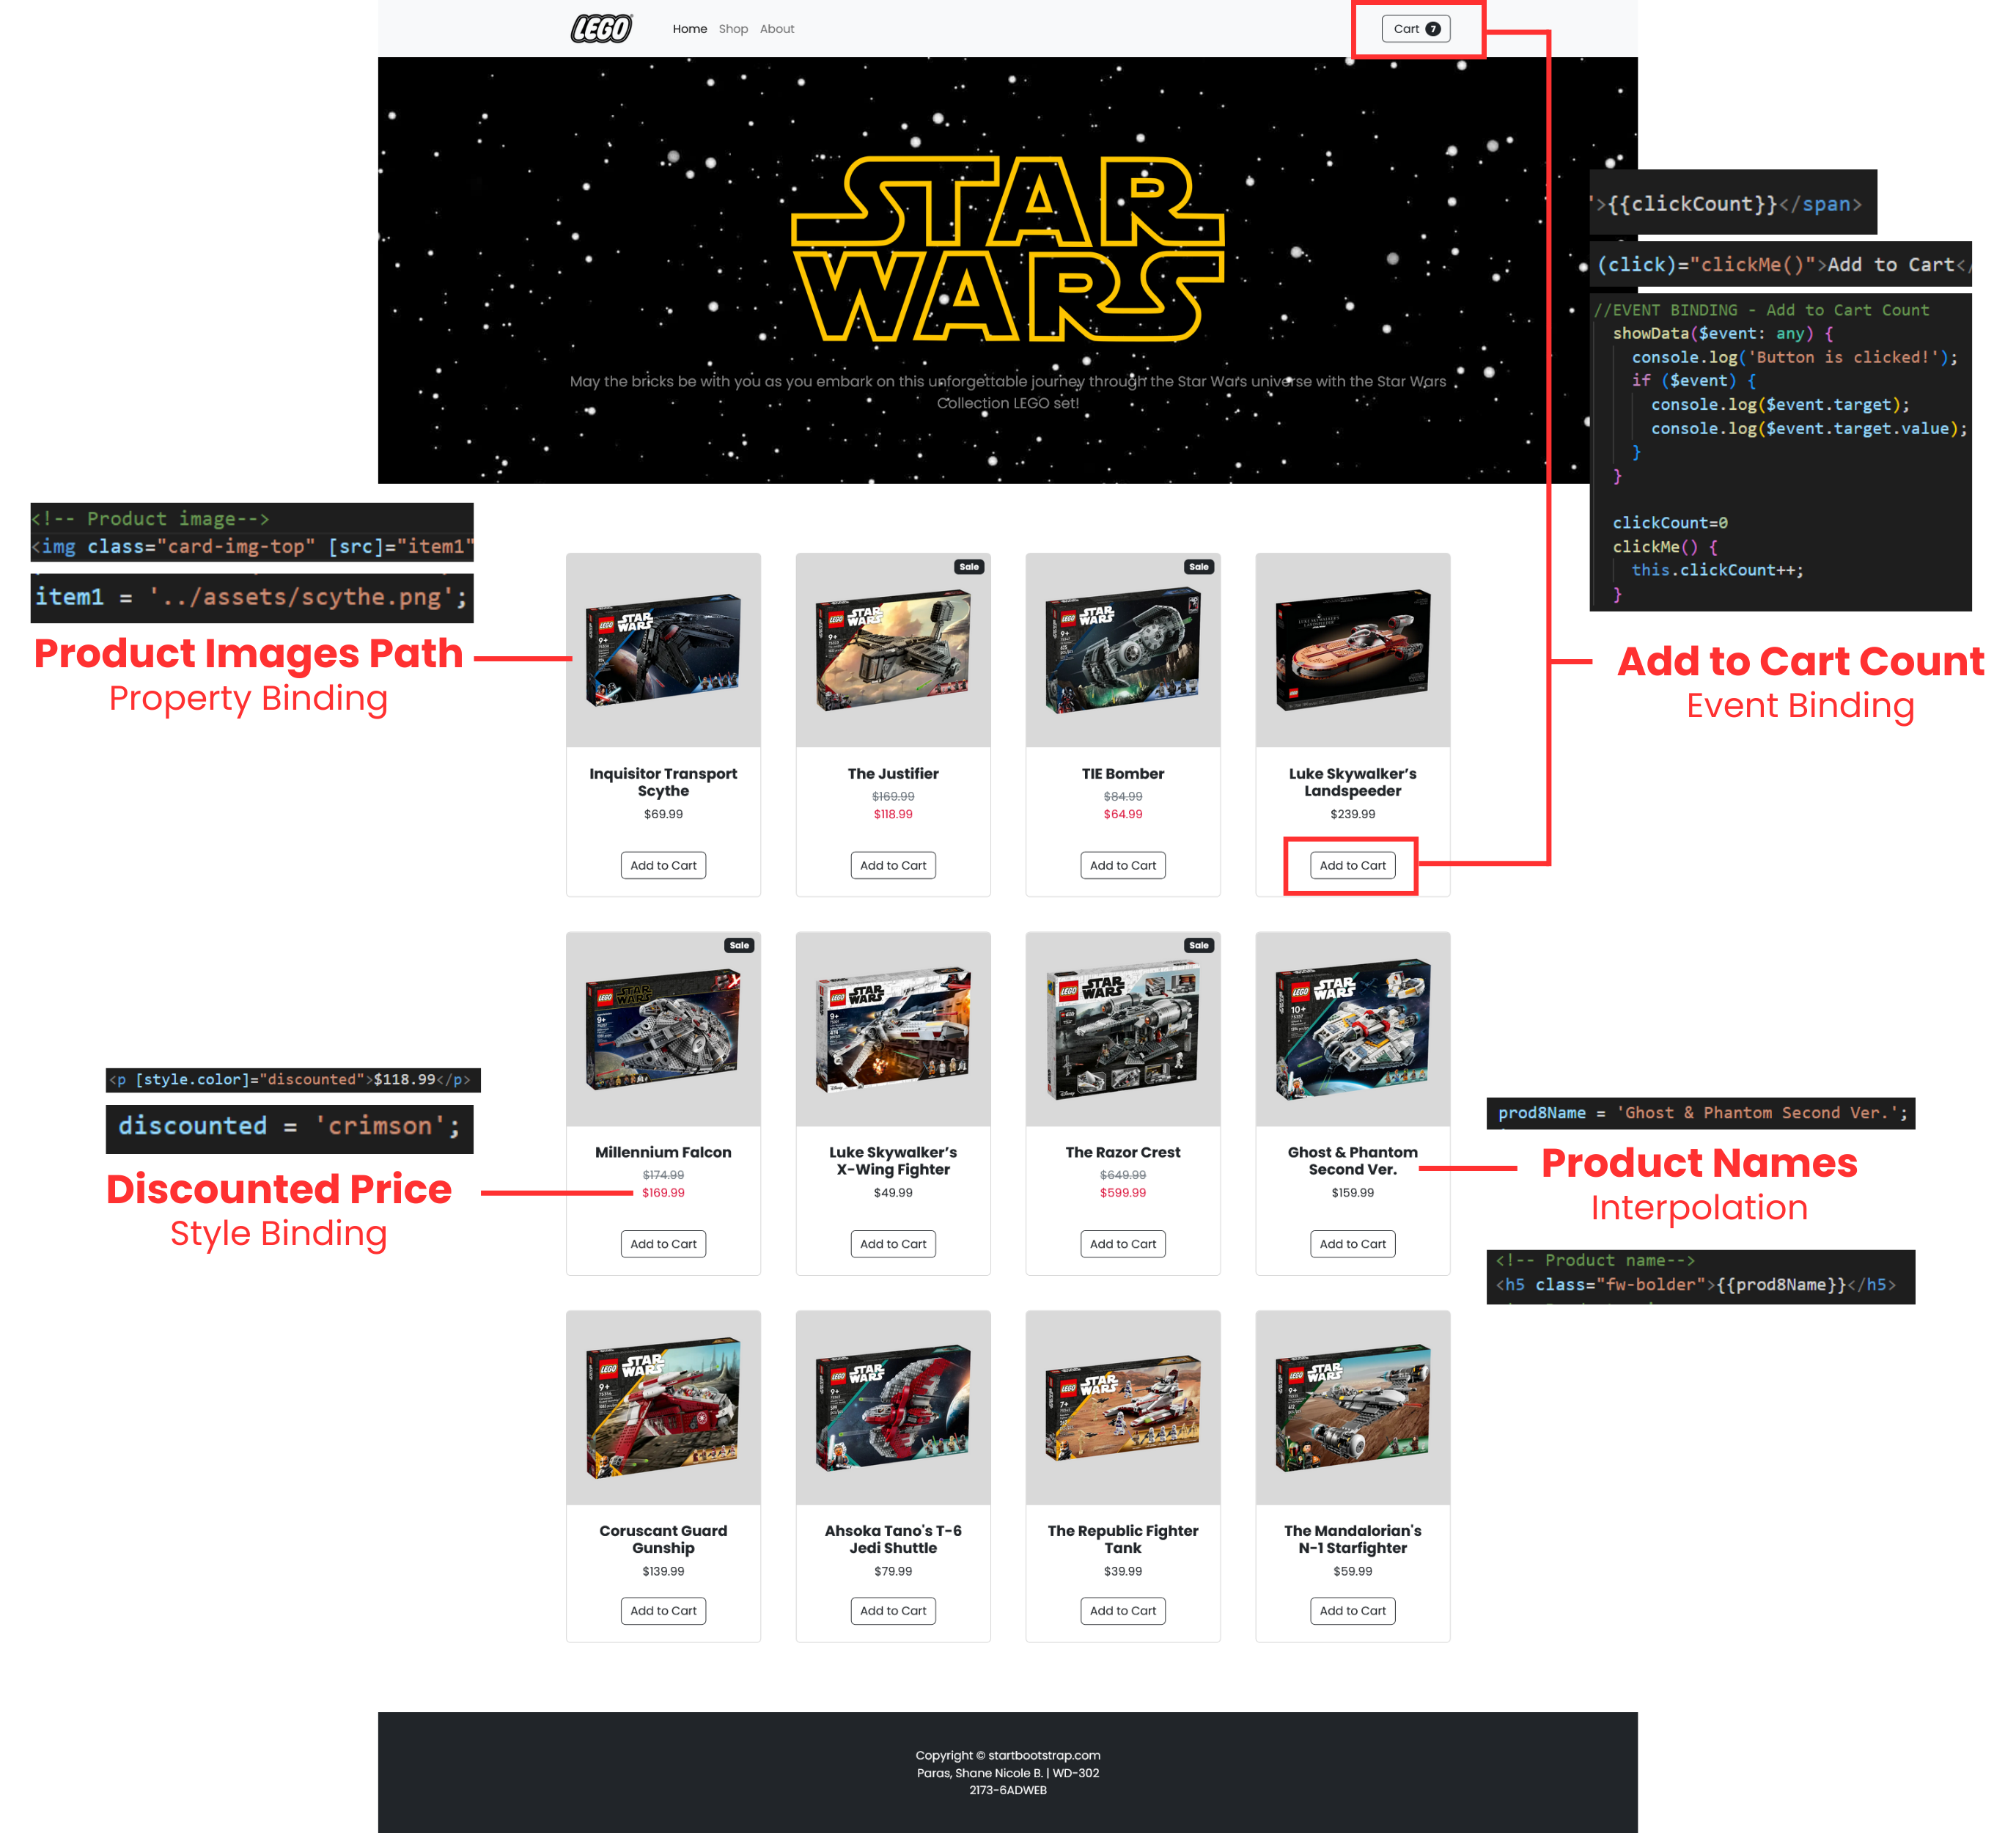 LEGO
Home Shop About
Cart 7
STAR
WARS
May the bricks be with you as you embark on this unforgettable journey through the Star Wars universe with the Star Wars
Collection LEGO set!
'>{{clickCount}}</span>
(click)="clickMe()">Add to Cart</
//EVENT BINDING - Add to Cart Count
showData($event: any) {
console.log('Button is clicked!');
if ($event) {
console.log($event.target);
console.log($event.target.value);
}
}
clickCount=0
clickMe() {
this.clickCount++;
}
Add to Cart Count
Event Binding
<!-- Product image-->
<img class="card-img-top" [src]="item1"
item1 = '../assets/scythe.png';
Product Images Path
Property Binding
Inquisitor Transport
Scythe
$69.99
Add to Cart
Sale
The Justifier
$169.99
$118.99
Add to Cart
Sale
TIE Bomber
$84.99
$64.99
Add to Cart
Luke Skywalker’s
Landspeeder
$239.99
Add to Cart
Sale
Millennium Falcon
$174.99
$169.99
Add to Cart
Luke Skywalker’s
X-Wing Fighter
$49.99
Add to Cart
Sale
The Razor Crest
$649.99
$599.99
Add to Cart
Ghost & Phantom
Second Ver.
$159.99
Add to Cart
<p [style.color]="discounted">$118.99</p>
discounted = 'crimson';
Discounted Price
Style Binding
prod8Name = 'Ghost & Phantom Second Ver.';
Product Names
Interpolation
<!-- Product name-->
<h5 class="fw-bolder">{{prod8Name}}</h5>
Coruscant Guard
Gunship
$139.99
Add to Cart
Ahsoka Tano's T-6
Jedi Shuttle
$79.99
Add to Cart
The Republic Fighter
Tank
$39.99
Add to Cart
The Mandalorian's
N-1 Starfighter
$59.99
Add to Cart
Copyright © startbootstrap.com
Paras, Shane Nicole B. | WD-302
2173-6ADWEB